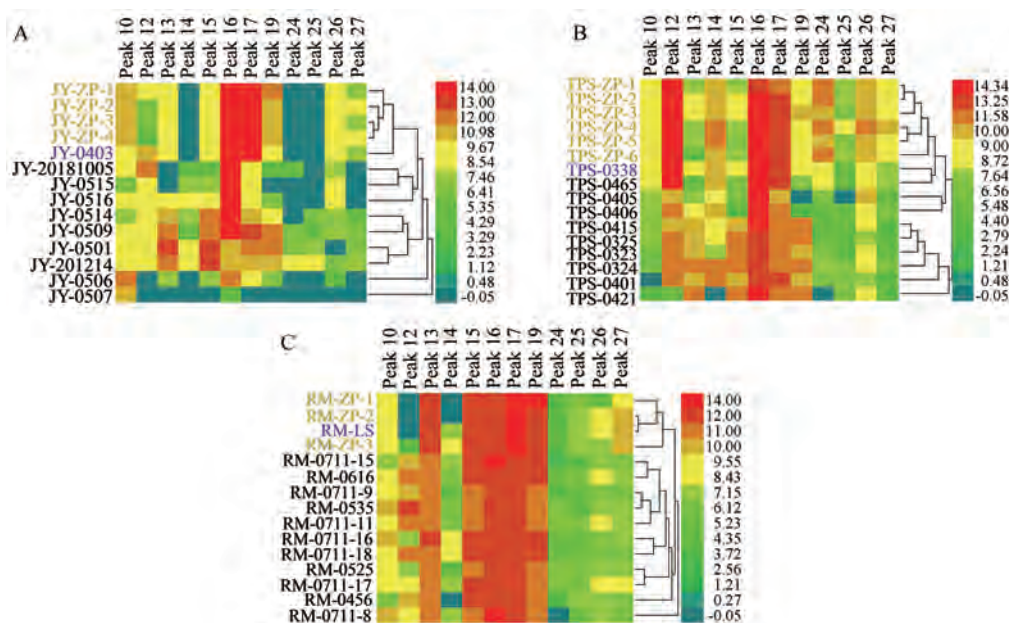 A
Peak 10
Peak 12
Peak 13
Peak 14
Peak 15
Peak 16
Peak 17
Peak 19
Peak 24
Peak 25
Peak 26
Peak 27
JY-ZP-1
JY-ZP-2
JY-ZP-3
JY-ZP-4
JY-0403
JY-20181005
JY-0515
JY-0516
JY-0514
JY-0509
JY-0501
JY-201214
JY-0506
JY-0507
14.00
13.00
12.00
10.98
9.67
8.54
7.46
6.41
5.35
4.29
3.29
2.23
1.12
0.48
-0.05
B
Peak 10
Peak 12
Peak 13
Peak 14
Peak 15
Peak 16
Peak 17
Peak 19
Peak 24
Peak 25
Peak 26
Peak 27
TPS-ZP-1
TPS-ZP-2
TPS-ZP-3
TPS-ZP-4
TPS-ZP-5
TPS-ZP-6
TPS-0338
TPS-0465
TPS-0405
TPS-0406
TPS-0415
TPS-0325
TPS-0323
TPS-0324
TPS-0401
TPS-0421
14.34
13.25
11.58
10.00
8.72
7.64
6.56
5.48
4.40
2.79
1.24
1.21
0.48
-0.05
C
Peak 10
Peak 12
Peak 13
Peak 14
Peak 15
Peak 16
Peak 17
Peak 19
Peak 24
Peak 25
Peak 26
Peak 27
RM-ZP-1
RM-ZP-2
RM-LS
RM-ZP-3
RM-0711-15
RM-0616
RM-0711-9
RM-0535
RM-0711-11
RM-0711-16
RM-0711-18
RM-0525
RM-0711-17
RM-0456
RM-0711-8
14.00
12.00
11.00
10.00
9.55
8.43
7.15
6.12
5.23
4.35
3.72
2.56
1.21
0.27
-0.05